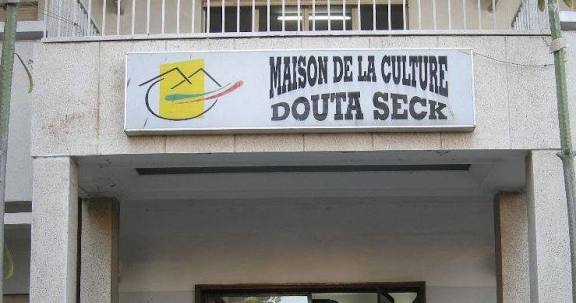 MAISON DE LA CULTURE
DOUTA SECK